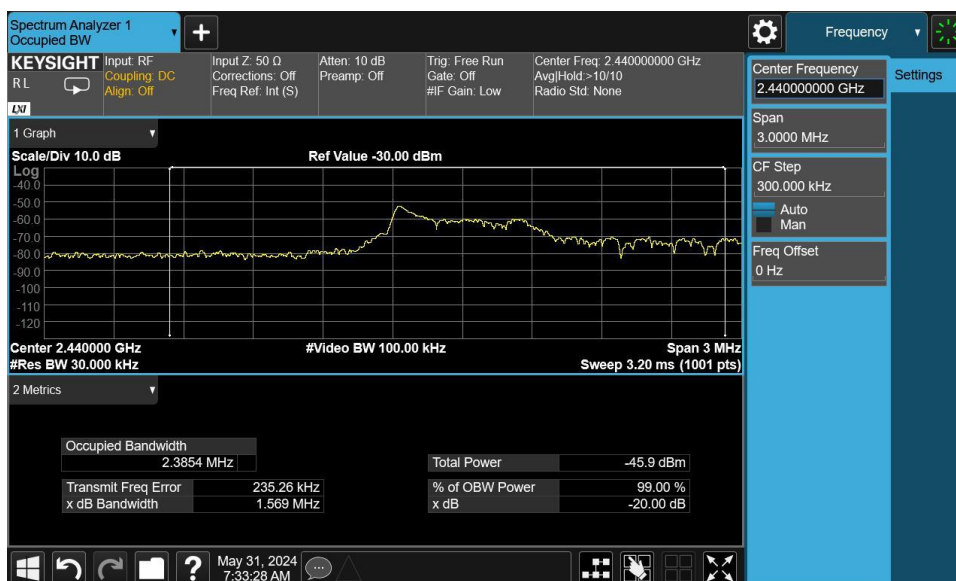 Spectrum Analyzer 1
Occupied BW
+
Frequency
KEYSIGHT
RL
LXI
Input: RF
Coupling: DC
Align: Off
Input Z: 50 Ω
Corrections: Off
Freq Ref: Int (S)
Atten: 10 dB
Preamp: Off
Trig: Free Run
Gate: Off
#IF Gain: Low
Center Freq: 2.440000000 GHz
Avg|Hold:>10/10
Radio Std: None
Center Frequency
2.440000000 GHz
Settings
Span
3.0000 MHz
CF Step
300.000 kHz
Auto
Man
Freq Offset
0 Hz
1 Graph
Scale/Div 10.0 dB
Ref Value -30.00 dBm
Log
-40.0
-50.0
-60.0
-70.0
-80.0
-90.0
-100
-110
-120
Center 2.440000 GHz
#Video BW 100.00 kHz
Span 3 MHz
#Res BW 30.000 kHz
Sweep 3.20 ms (1001 pts)
2 Metrics
Occupied Bandwidth
2.3854 MHz
Total Power -45.9 dBm
Transmit Freq Error 235.26 kHz
% of OBW Power 99.00 %
x dB Bandwidth 1.569 MHz
x dB -20.00 dB
?
May 31, 2024
7:33:28 AM